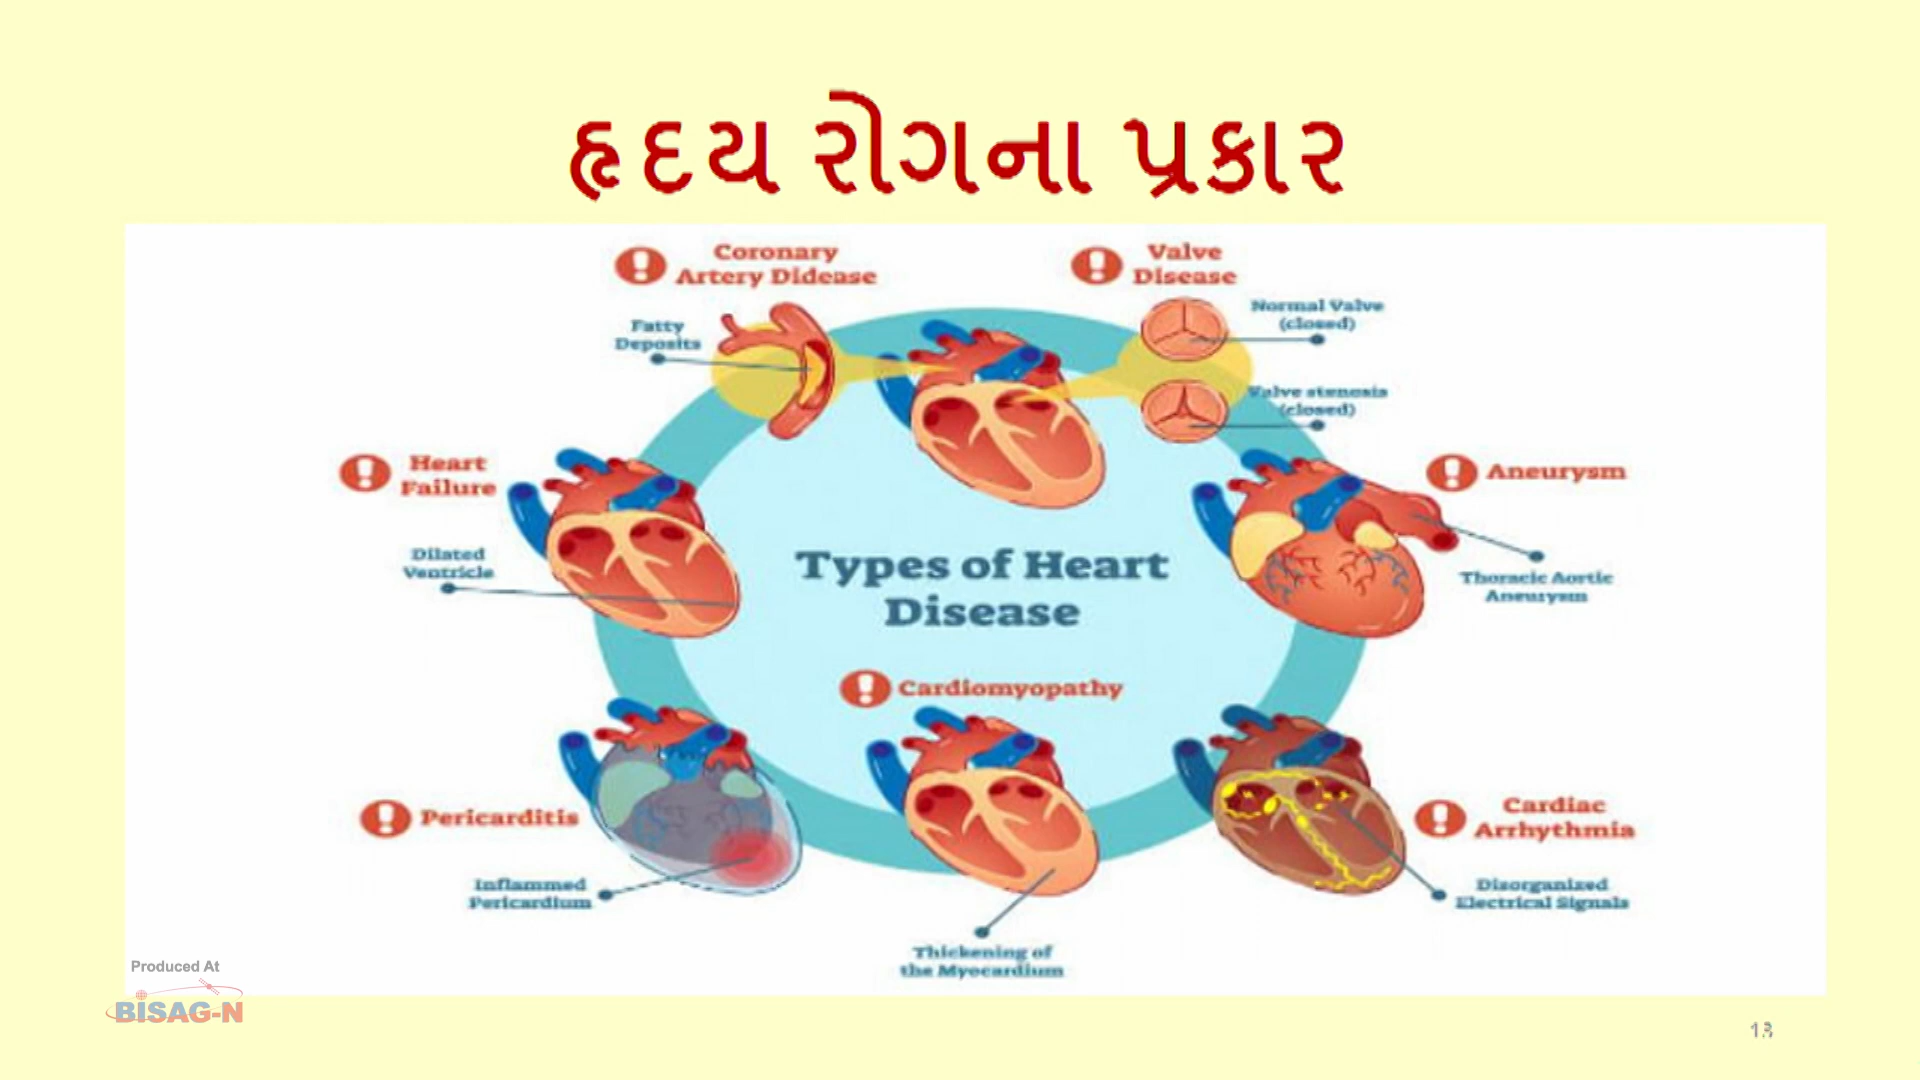 હૃદય રોગના પ્રકાર
Coronary
Artery Didease
Fatty
Deposits
Valve
Disease
Normal Valve
(closed)
Valve stenosis
(closed)
Heart
Failure
Dilated
Ventricle
Aneurysm
Thoracic Aortic
Aneurysm
Types of Heart
Disease
Cardiomyopathy
Thickening of
the Myocardium
Pericarditis
Inflammed
Pericardium
Cardiac
Arrhythmia
Disorganized
Electrical Signals
Produced At
BISAG-N